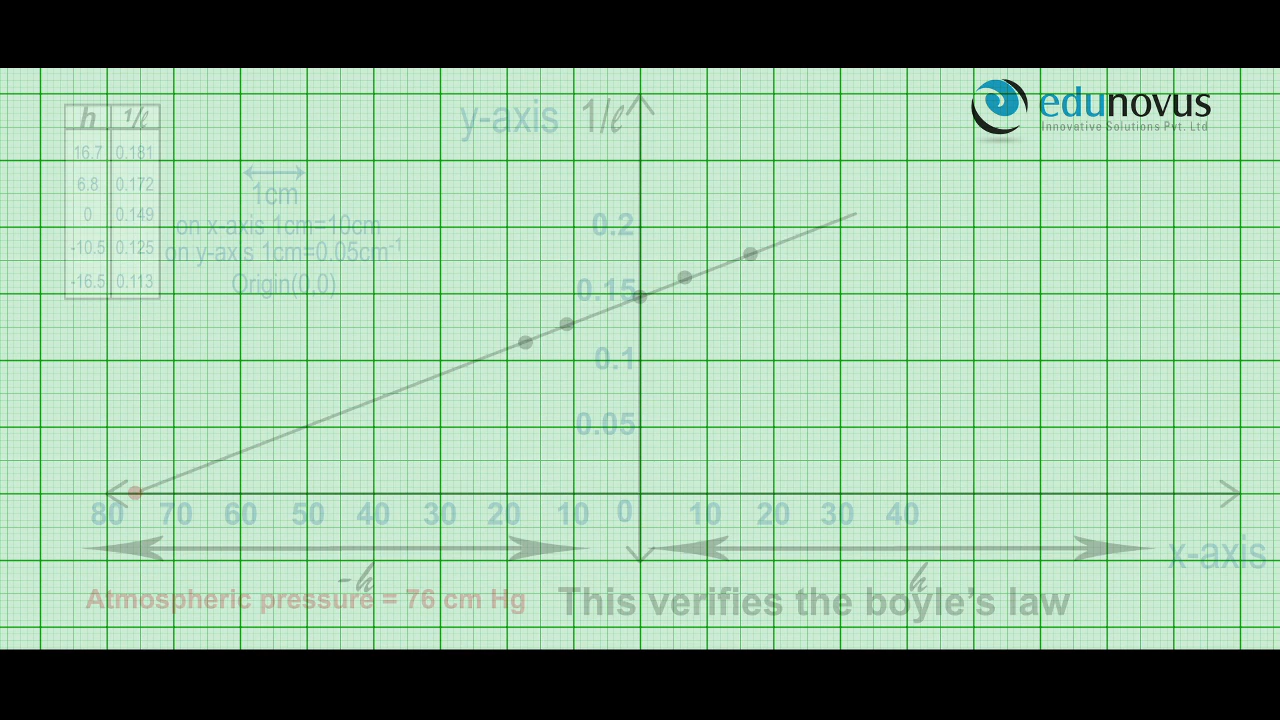 edunovus
Innovative Solutions Pvt. Ltd
y-axis 1/ℓ
h 1/ℓ
16.7 0.181
6.8 0.172
0 0.149
-10.5 0.125
-16.5 0.113
1cm
on x-axis 1cm=10cm
on y-axis 1cm=0.05cm-1
Origin(0,0)
0.2
0.15
0.1
0.05
80 70 60 50 40 30 20 10 0 10 20 30 40
x-axis
-h h
Atmospheric pressure = 76 cm Hg
This verifies the boyle's law